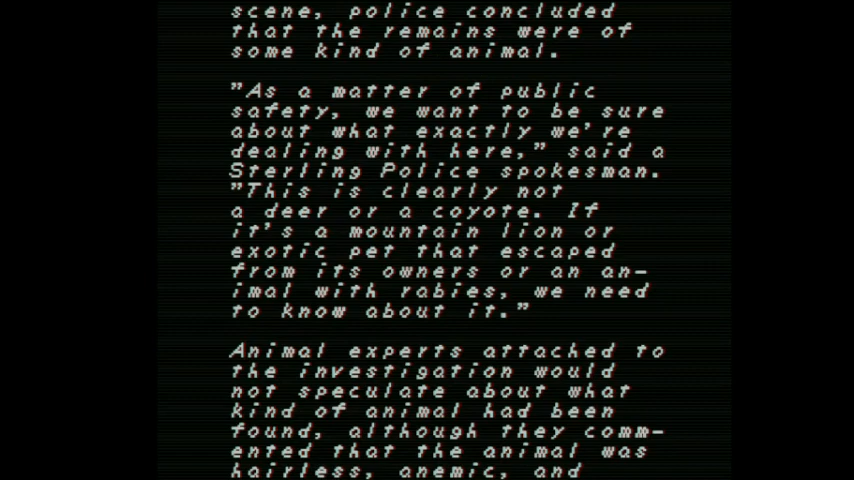 scene, police concluded
that the remains were of
some kind of animal.
"As a matter of public
safety, we want to be sure
about what exactly we're
dealing with here," said a
Sterling Police spokesman.
"This is clearly not
a deer or a coyote. If
it's a mountain lion or
exotic pet that escaped
from its owners or an an-
imal with rabies, we need
to know about it."
Animal experts attached to
the investigation would
not speculate about what
kind of animal had been
found, although they comm-
ented that the animal was
hairless, anemic, and